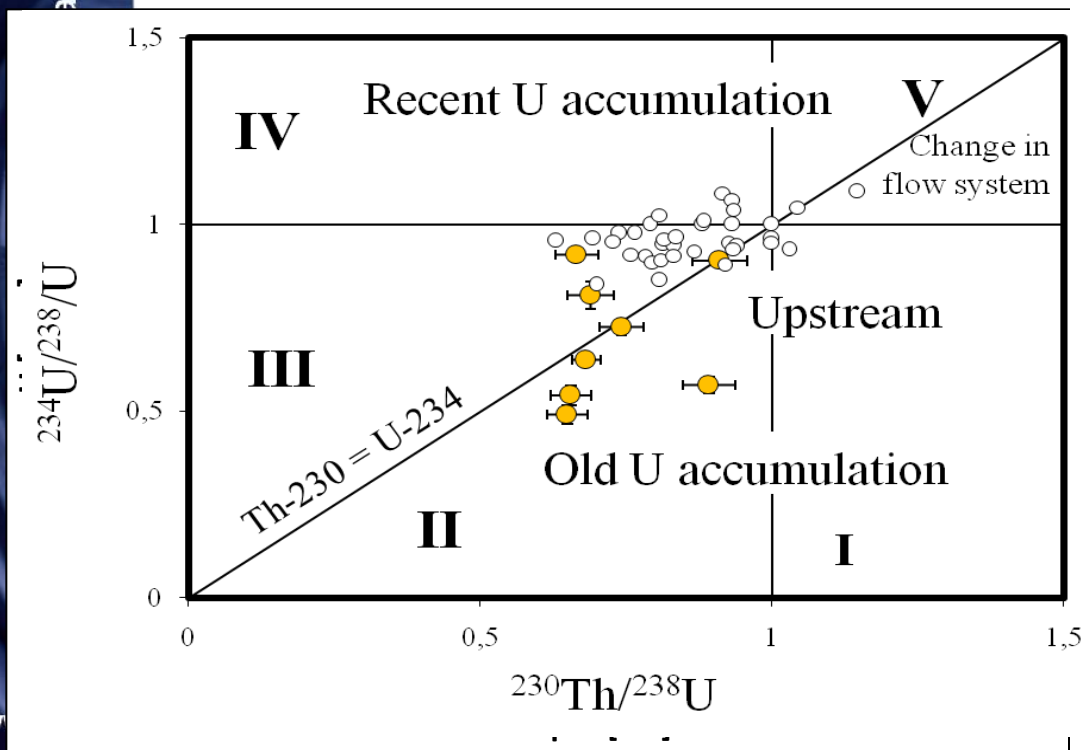 1,5
Recent U accumulation
V
IV
Change in
flow system
1
Upstream
III
²³⁴U/²³⁸/U
0,5
Th-230 = U-234
Old U accumulation
II
I
0
0
0,5
1
1,5
²³⁰Th/²³⁸U